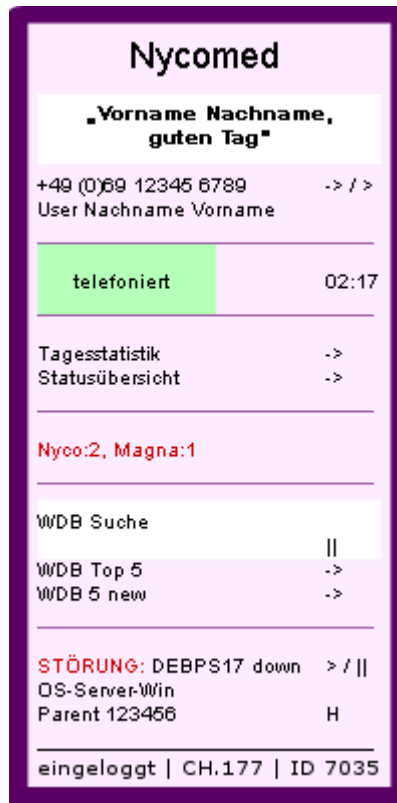 Nycomed
„Vorname Nachname,
guten Tag"
+49 (0)69 12345 6789 -> / >
User Nachname Vorname
telefoniert 02:17
Tagesstatistik ->
Statusübersicht ->
Nyco:2, Magna:1
WDB Suche
||
WDB Top 5 ->
WDB 5 new ->
STÖRUNG: DEBPS17 down > / ||
OS-Server-Win
Parent 123456 H
eingeloggt | CH.177 | ID 7035